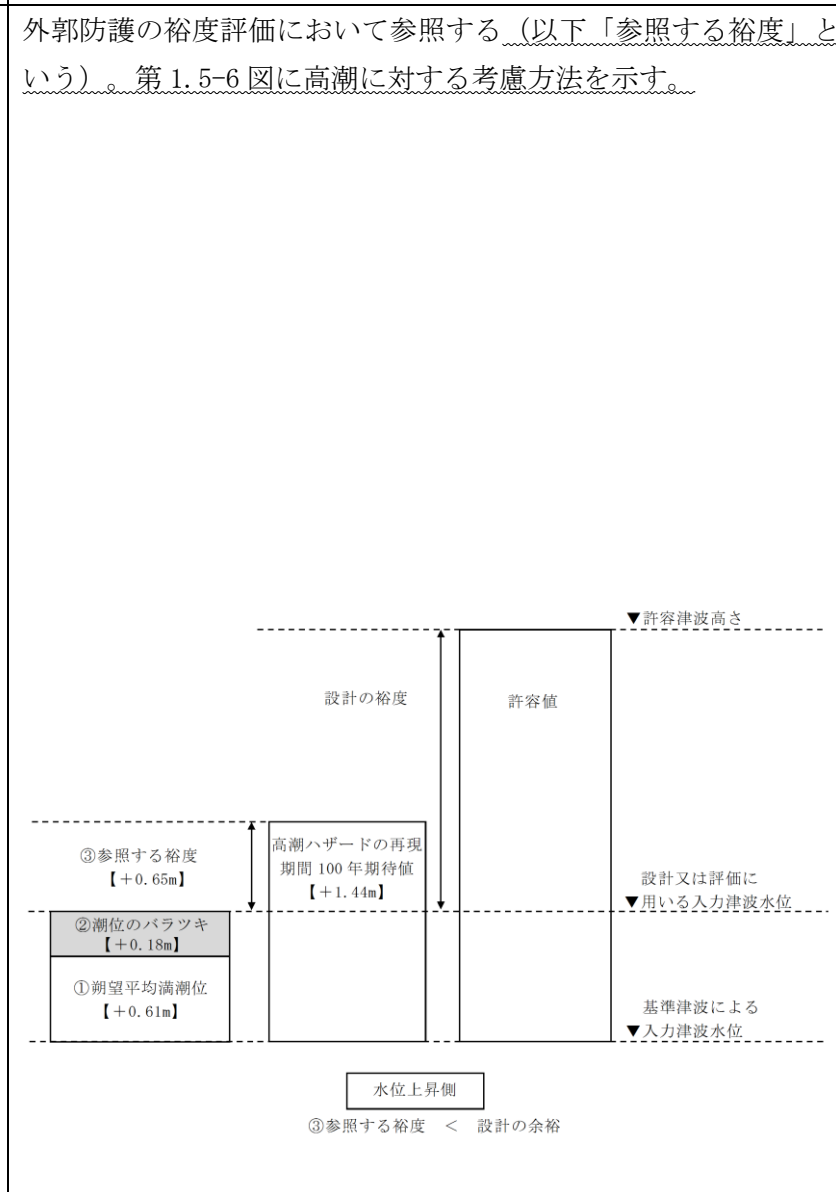 外郭防護の裕度評価において参照する（以下「参照する裕度」と
いう）。第1.5-6図に高潮に対する考慮方法を示す。
▼許容津波高さ
設計の裕度
許容値
③参照する裕度
【+0.65m】
高潮ハザードの再現
期間100年期待値
【+1.44m】
設計又は評価に
▼用いる入力津波水位
②潮位のバラツキ
【+0.18m】
①朔望平均満潮位
【+0.61m】
基準津波による
▼入力津波水位
水位上昇側
③参照する裕度 ＜ 設計の余裕